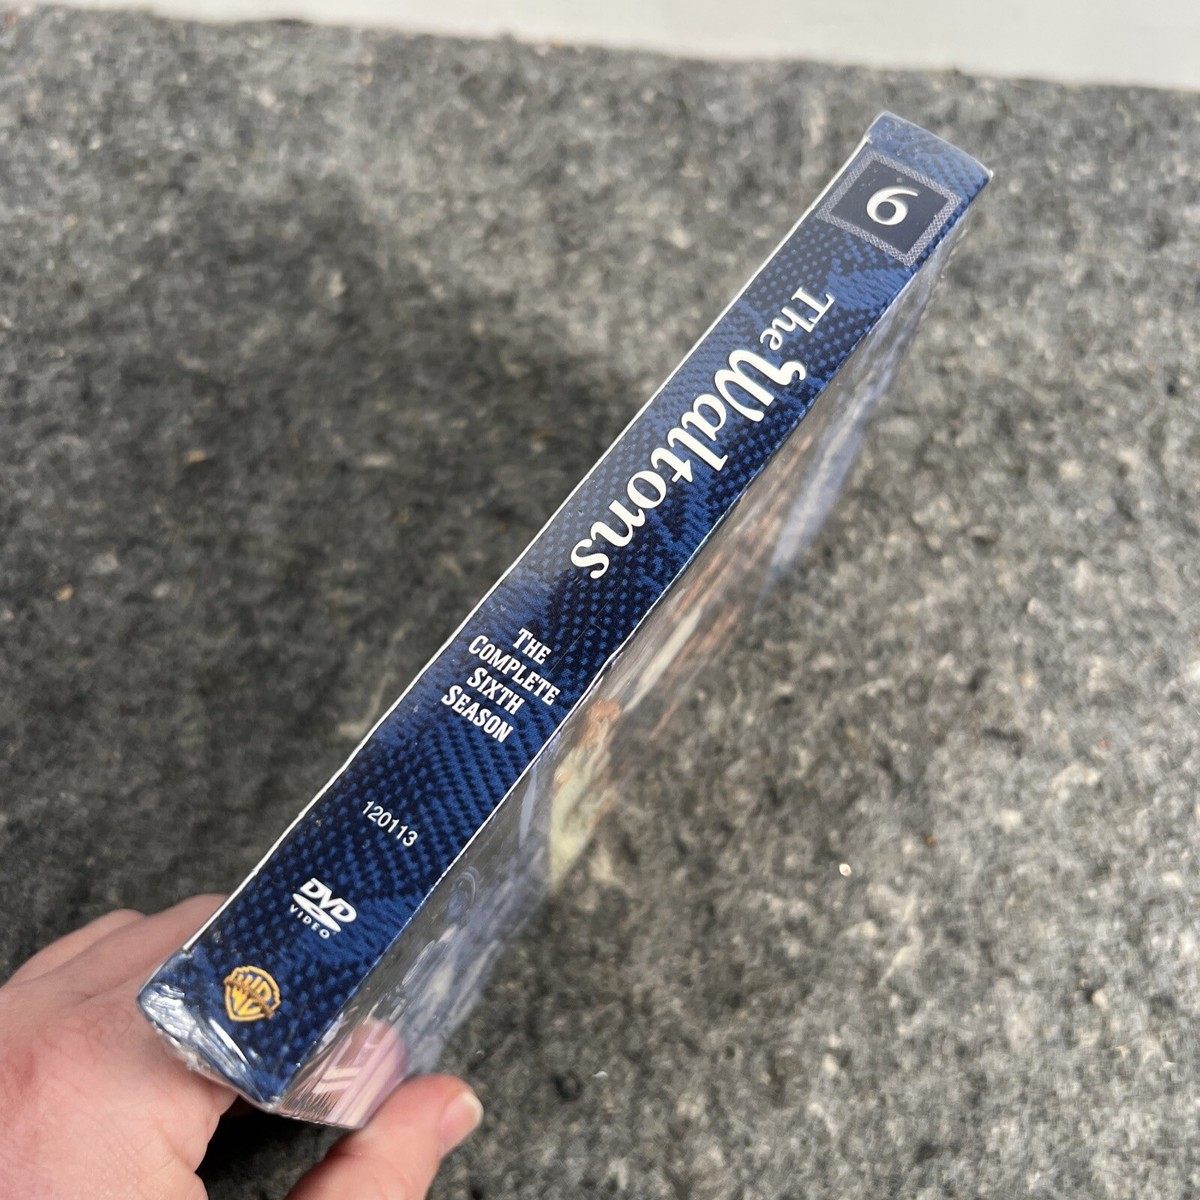 6
The Waltons
THE
COMPLETE
SIXTH
SEASON
120113
DVD
VIDEO
WB